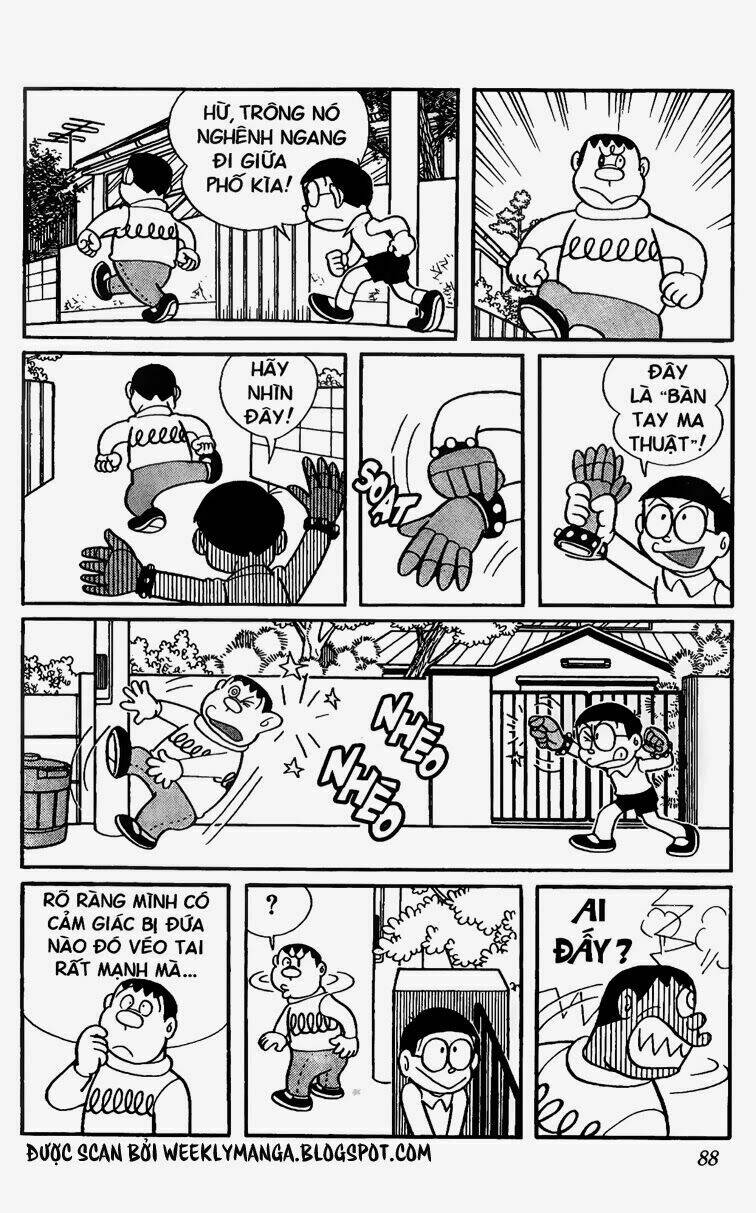 HỪ, TRÔNG NÓ
NGHÊNH NGANG
ĐI GIỮA
PHỐ KÌA!
HÃY
NHÌN
ĐÂY!
SOẠT
ĐÂY
LÀ "BÀN
TAY MA
THUẬT"!
NHÉO
NHÉO
RÕ RÀNG MÌNH CÓ
CẢM GIÁC BỊ ĐỨA
NÀO ĐÓ VÉO TAI
RẤT MẠNH MÀ...
?
AI
ĐẤY?
ĐƯỢC SCAN BỞI WEEKLYMANGA.BLOGSPOT.COM
88